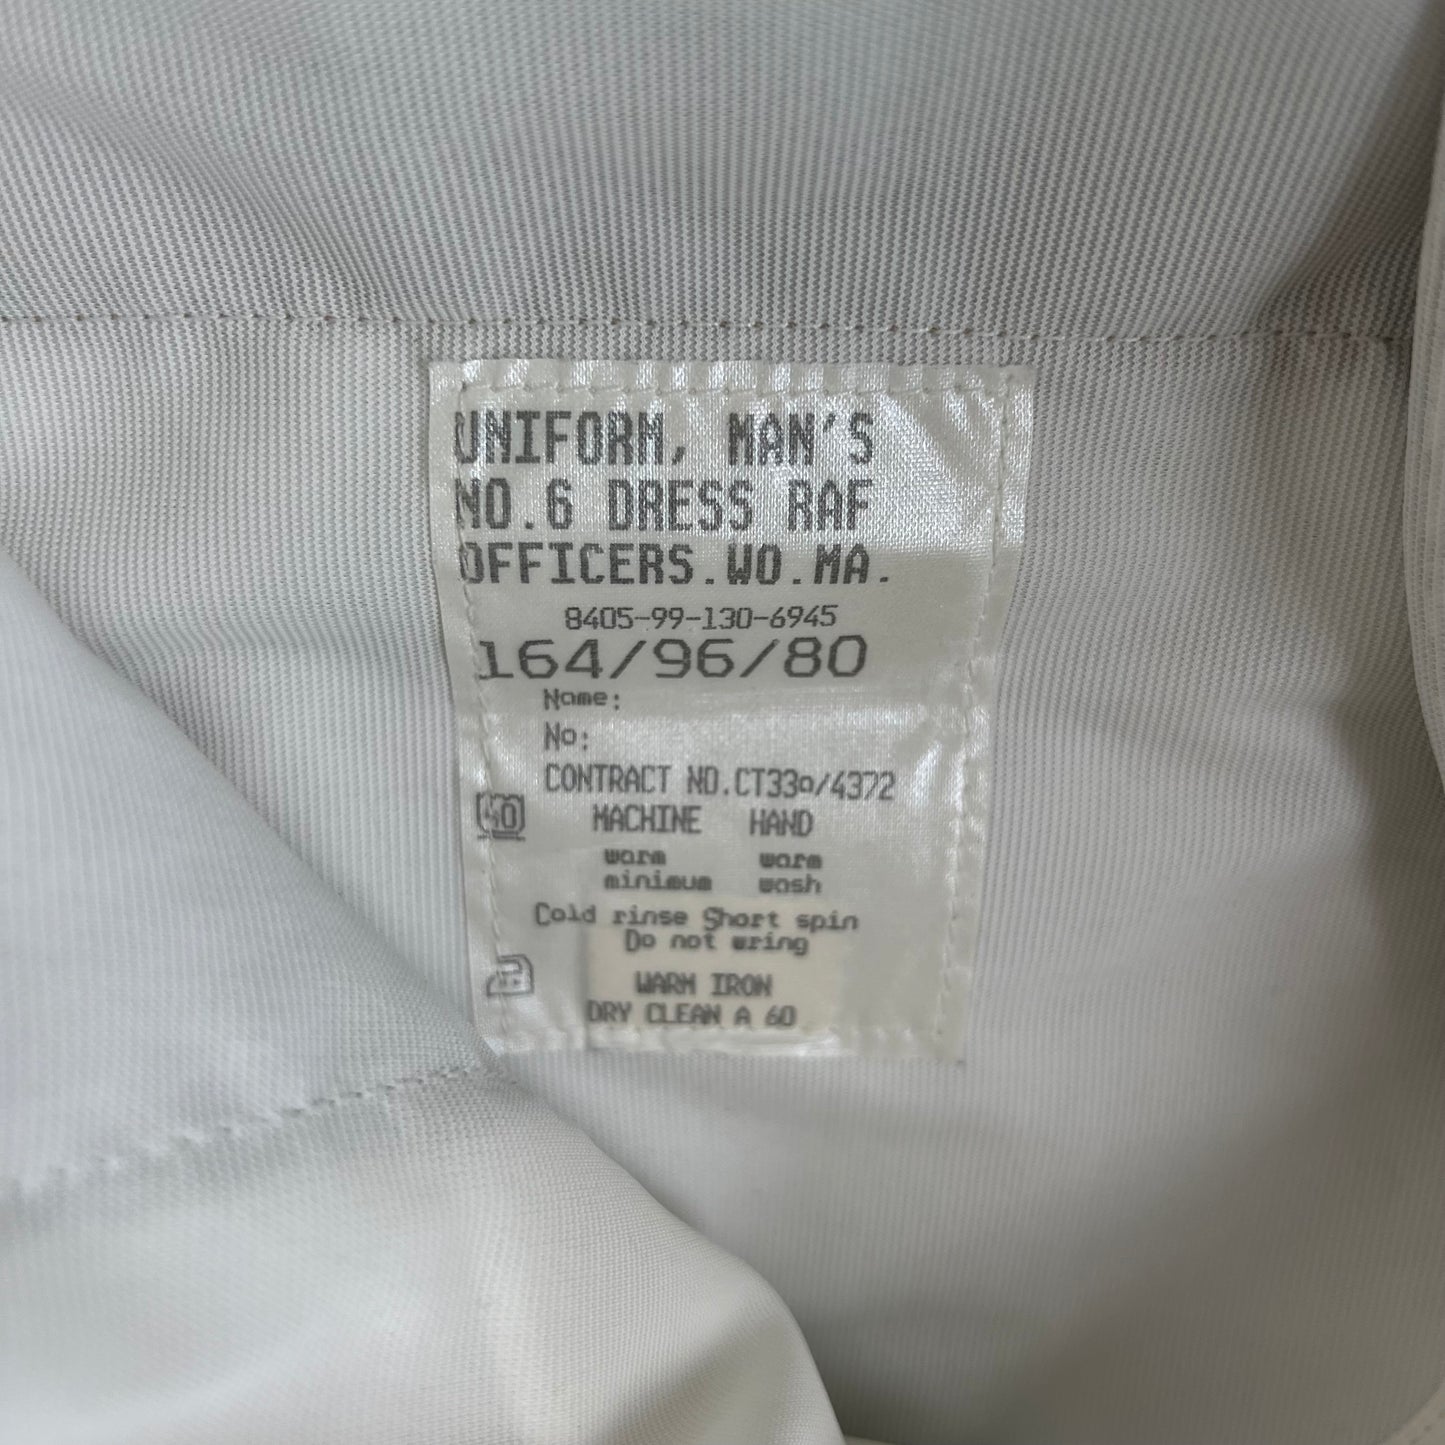 UNIFORM, MAN'S
NO.6 DRESS RAF
OFFICERS.WO.MA.
8405-99-130-6945
164/96/80
Name:
No:
CONTRACT NO.CT33a/4372
40 MACHINE HAND
warm warm
minimum wash
Cold rinse Short spin
Do not wring
WARM IRON
DRY CLEAN A 60